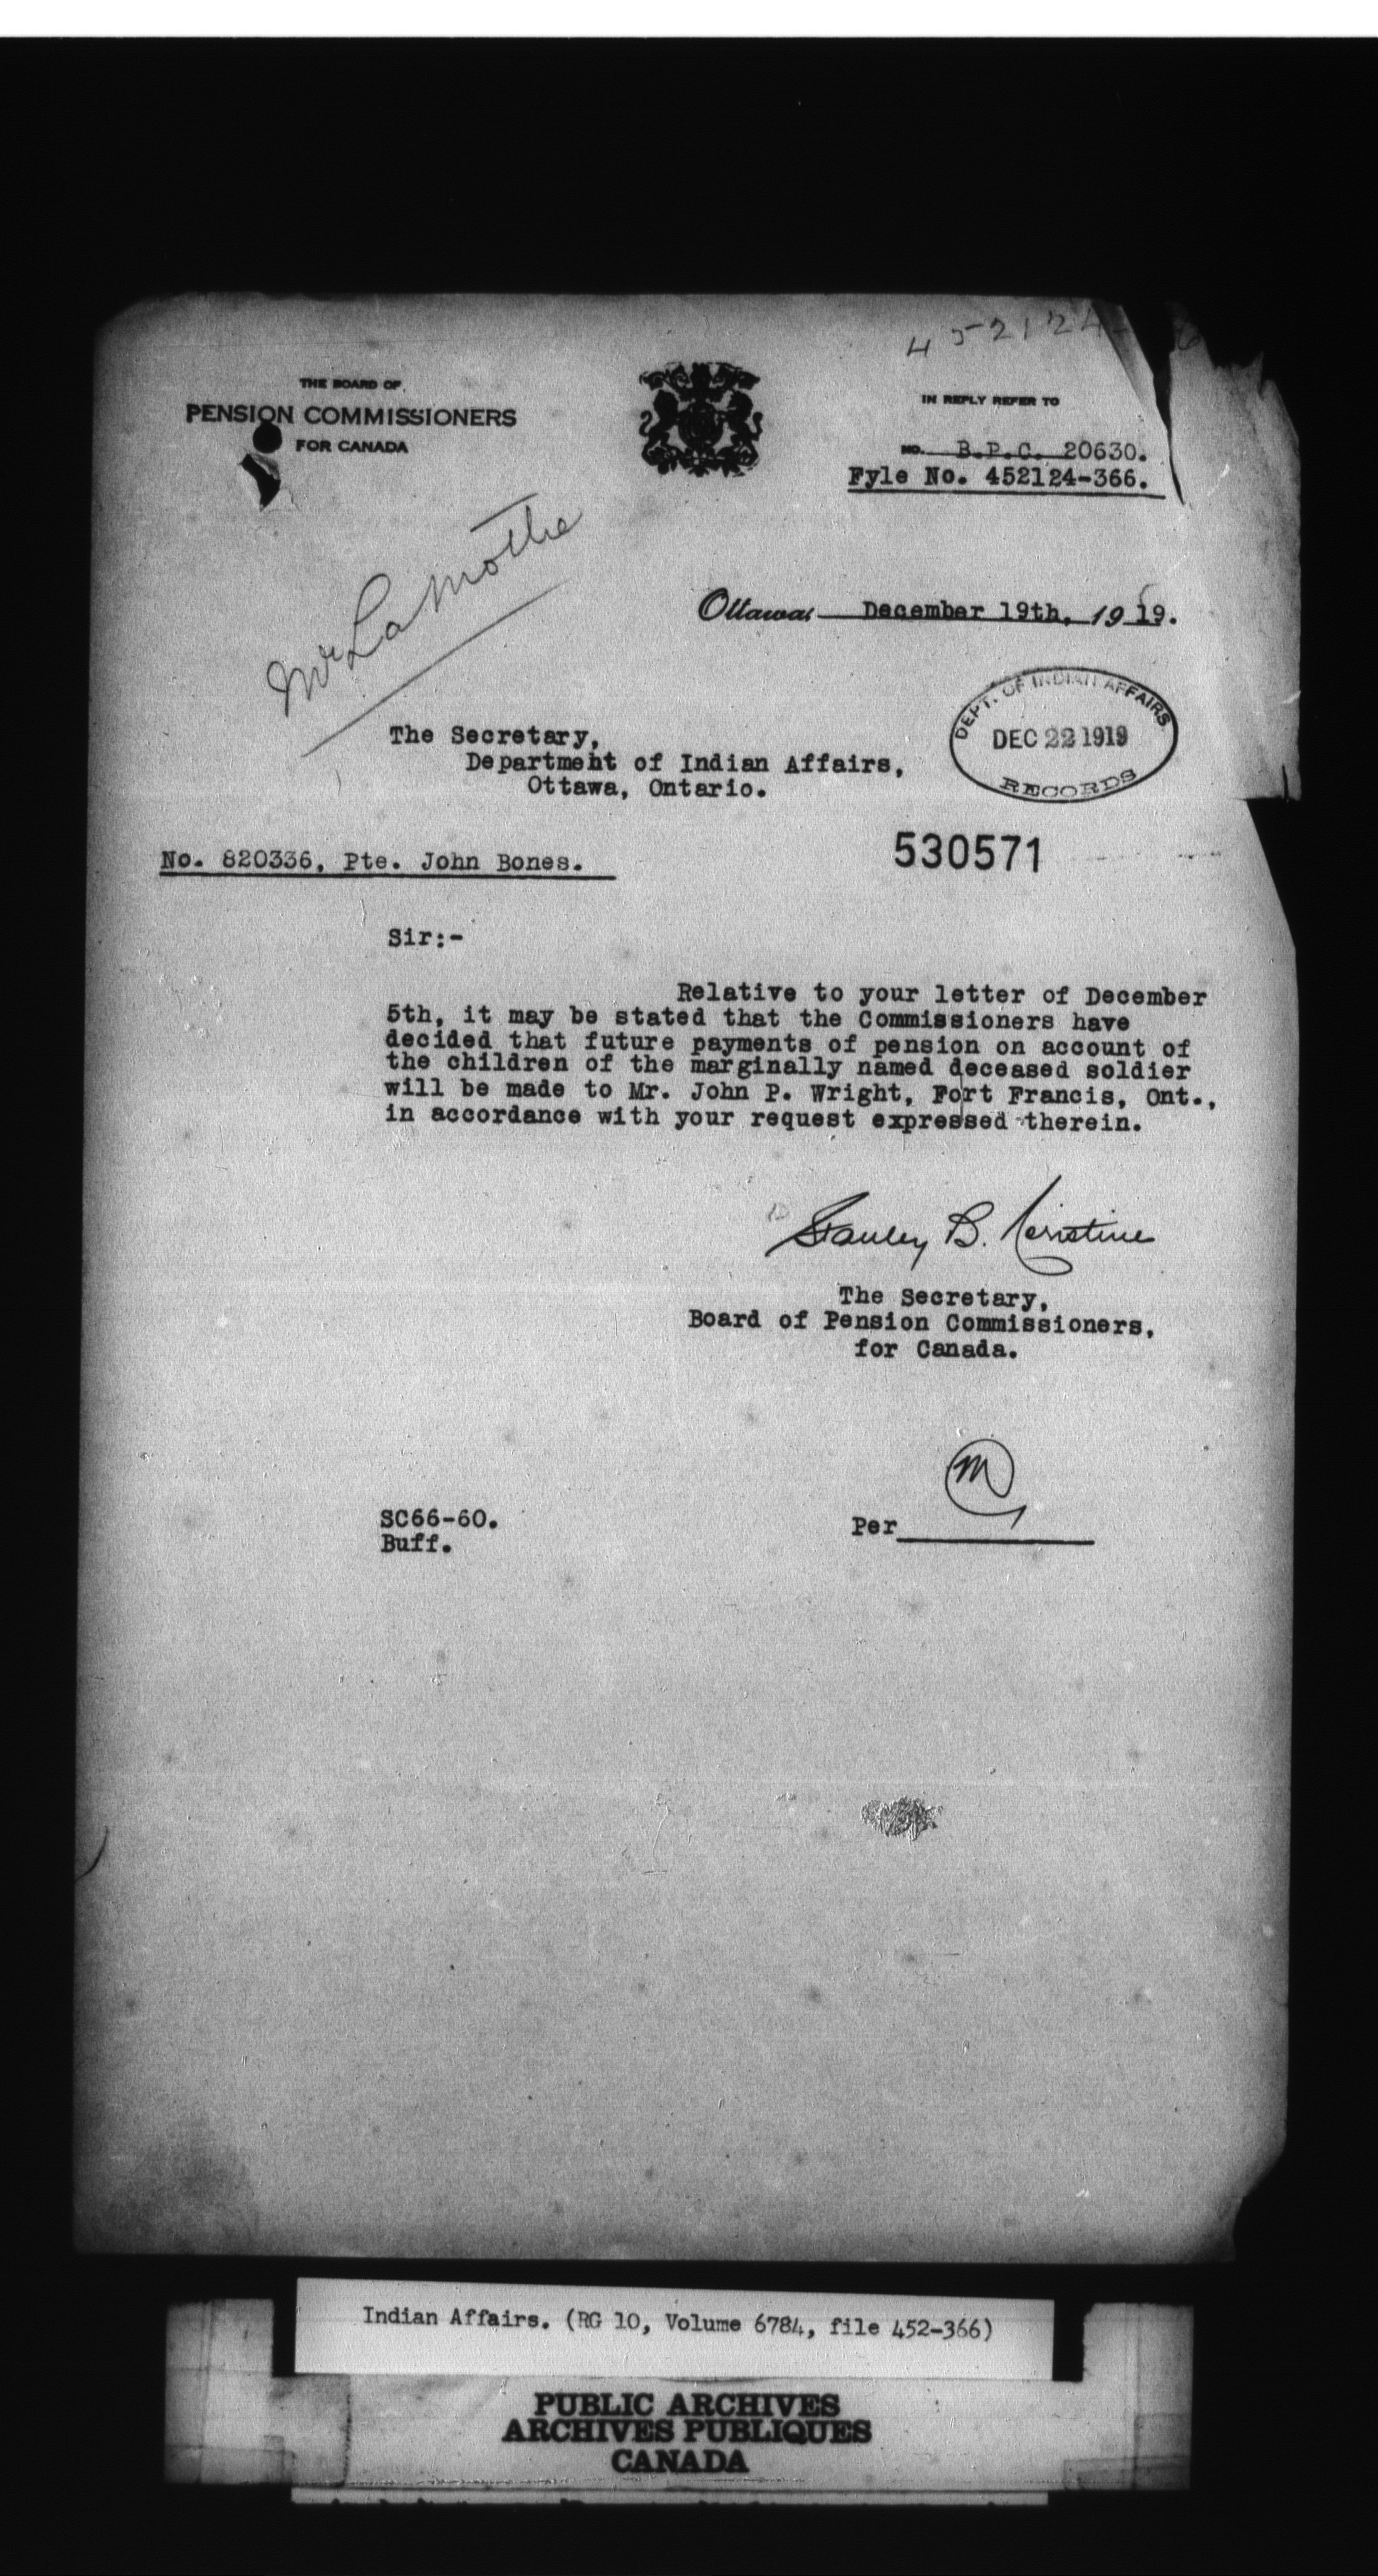 452124-
THE BOARD OF
PENSION COMMISSIONERS
FOR CANADA
IN REPLY REFER TO
NO. B.P.C. 20630.
Fyle No. 452124-366.
Mr LaMothe
Ottawa, December 19th, 1919.
The Secretary,
Department of Indian Affairs,
Ottawa, Ontario.
DEPT. OF INDIAN AFFAIRS
DEC 22 1919
RECORDS
530571
No. 820336, Pte. John Bones.
Sir:-
Relative to your letter of December
5th, it may be stated that the Commissioners have
decided that future payments of pension on account of
the children of the marginally named deceased soldier
will be made to Mr. John P. Wright, Fort Francis, Ont.,
in accordance with your request expressed therein.
Stanley B.
The Secretary,
Board of Pension Commissioners,
for Canada.
M
Per
SC66-60.
Buff.
Indian Affairs. (RG 10, Volume 6784, file 452-366)
PUBLIC ARCHIVES
ARCHIVES PUBLIQUES
CANADA